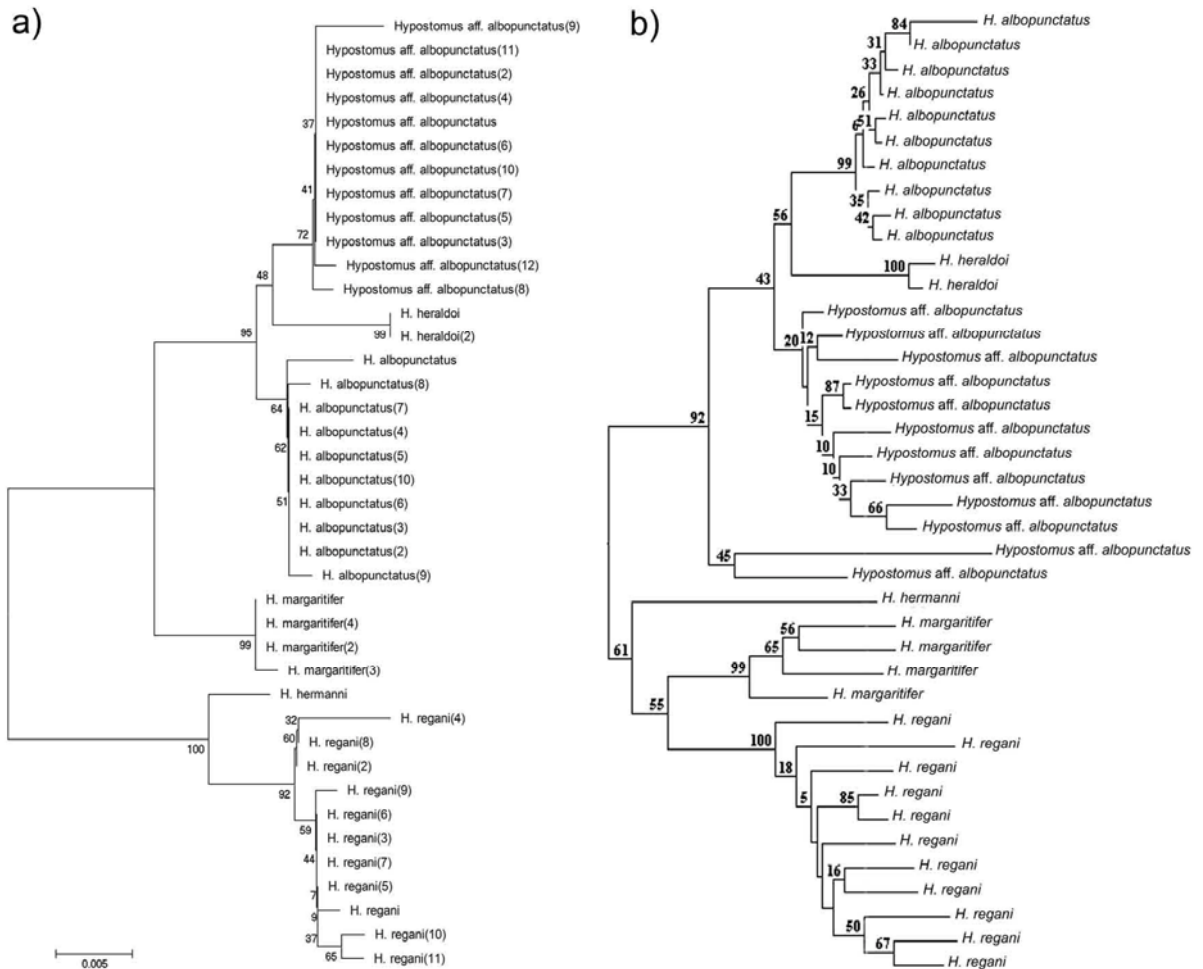 a)
Hypostomus aff. albopunctatus(9)
Hypostomus aff. albopunctatus(11)
Hypostomus aff. albopunctatus(2)
Hypostomus aff. albopunctatus(4)
37
Hypostomus aff. albopunctatus
Hypostomus aff. albopunctatus(6)
Hypostomus aff. albopunctatus(10)
41
Hypostomus aff. albopunctatus(7)
Hypostomus aff. albopunctatus(5)
72
Hypostomus aff. albopunctatus(3)
Hypostomus aff. albopunctatus(12)
48
Hypostomus aff. albopunctatus(8)
H. heraldoi
95
99
H. heraldoi(2)
H. albopunctatus
H. albopunctatus(8)
64
H. albopunctatus(7)
H. albopunctatus(4)
62
H. albopunctatus(5)
H. albopunctatus(10)
51
H. albopunctatus(6)
H. albopunctatus(3)
H. albopunctatus(2)
H. albopunctatus(9)
H. margaritifer
H. margaritifer(4)
99
H. margaritifer(2)
H. margaritifer(3)
H. hermanni
32
H. regani(4)
60
H. regani(8)
100
H. regani(2)
92
H. regani(9)
H. regani(6)
59
H. regani(3)
44
H. regani(7)
H. regani(5)
7
9
H. regani
37
H. regani(10)
65
H. regani(11)
0.005
b)
84
H. albopunctatus
31
H. albopunctatus
33
H. albopunctatus
26
H. albopunctatus
6
51
H. albopunctatus
H. albopunctatus
99
H. albopunctatus
35
H. albopunctatus
56
42
H. albopunctatus
H. albopunctatus
100
H. heraldoi
43
H. heraldoi
Hypostomus aff. albopunctatus
20
12
Hypostomus aff. albopunctatus
Hypostomus aff. albopunctatus
87
Hypostomus aff. albopunctatus
92
15
Hypostomus aff. albopunctatus
Hypostomus aff. albopunctatus
10
Hypostomus aff. albopunctatus
10
Hypostomus aff. albopunctatus
33
66
Hypostomus aff. albopunctatus
Hypostomus aff. albopunctatus
45
Hypostomus aff. albopunctatus
Hypostomus aff. albopunctatus
H. hermanni
61
56
H. margaritifer
65
H. margaritifer
99
H. margaritifer
55
H. margaritifer
100
H. regani
18
H. regani
H. regani
5
85
H. regani
H. regani
H. regani
16
H. regani
H. regani
50
H. regani
67
H. regani
H. regani